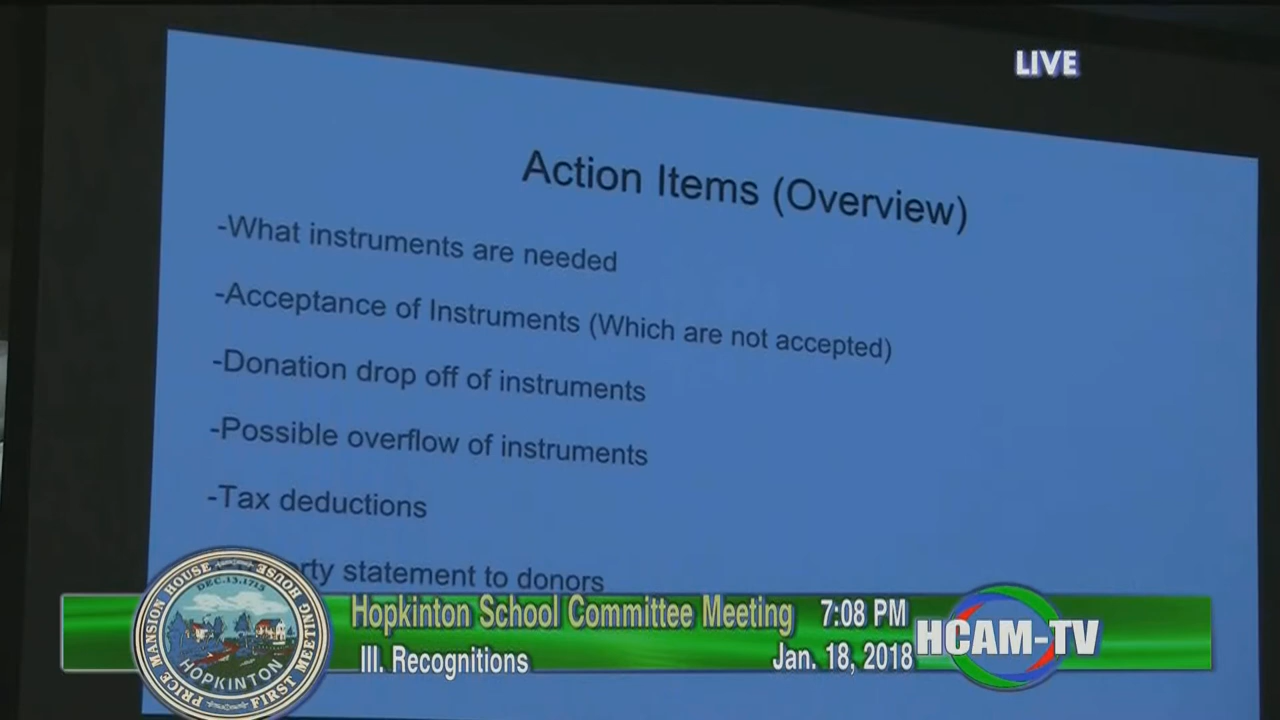 LIVE
Action Items (Overview)
-What instruments are needed
-Acceptance of Instruments (Which are not accepted)
-Donation drop off of instruments
-Possible overflow of instruments
-Tax deductions
statement to donors
Hopkinton School Committee Meeting 7:08 PM
III. Recognitions Jan. 18, 2018
HCAM-TV
PRICE MANSION HOUSE FIRST MEETING HOUSE
DEC.13.1715
HOPKINTON